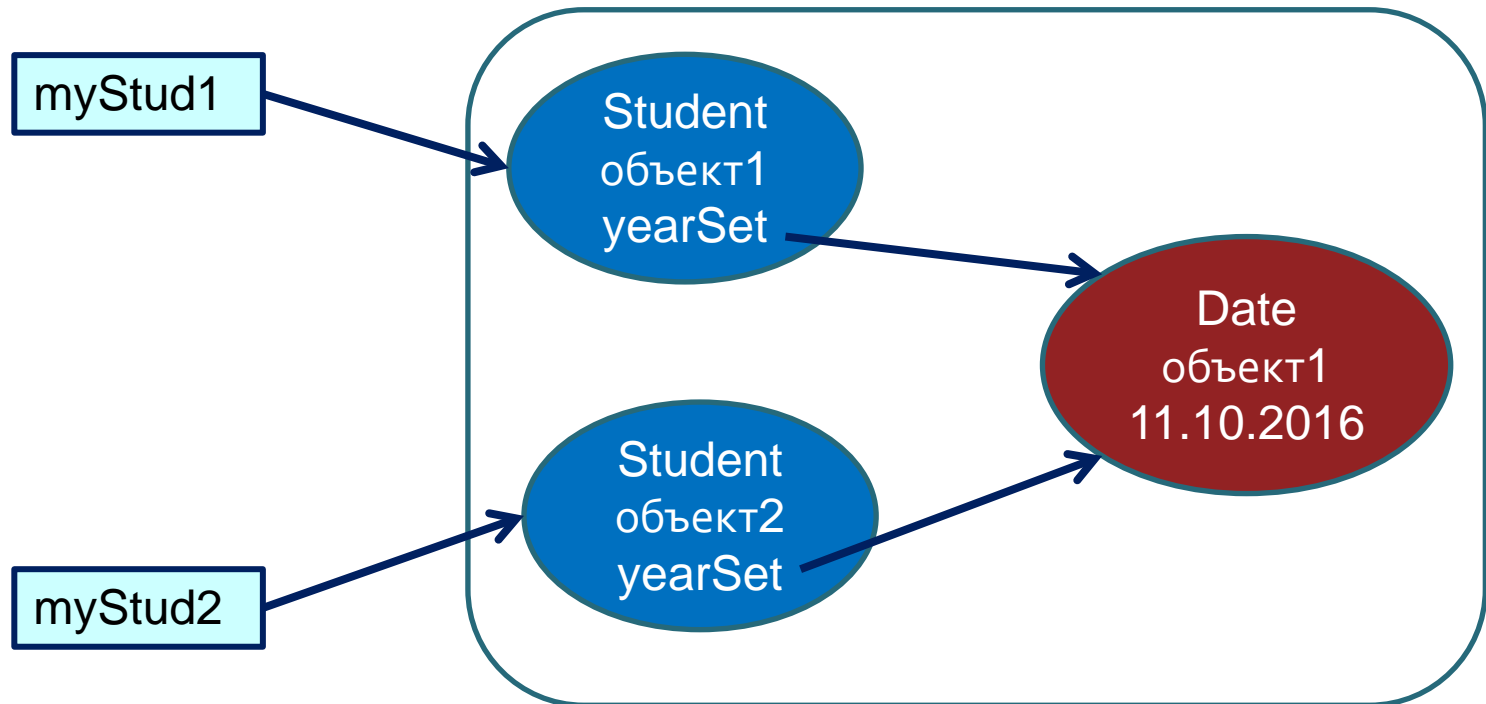 myStud1
Student
объект1
yearSet
Date
объект1
11.10.2016
Student
объект2
yearSet
myStud2